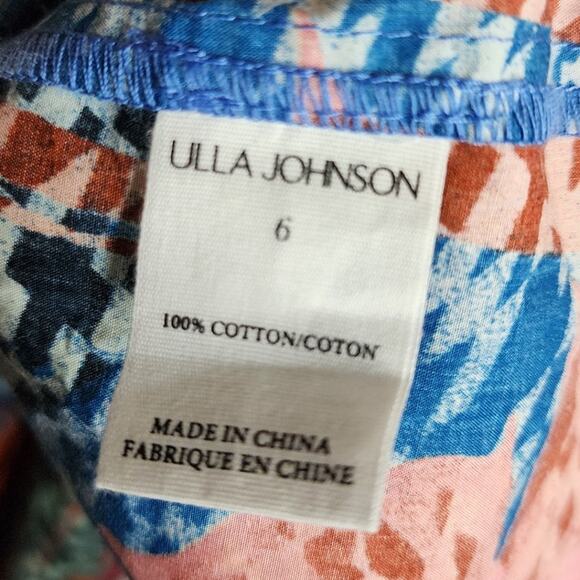 ULLA JOHNSON
6
100% COTTON/COTON
MADE IN CHINA
FABRIQUE EN CHINE